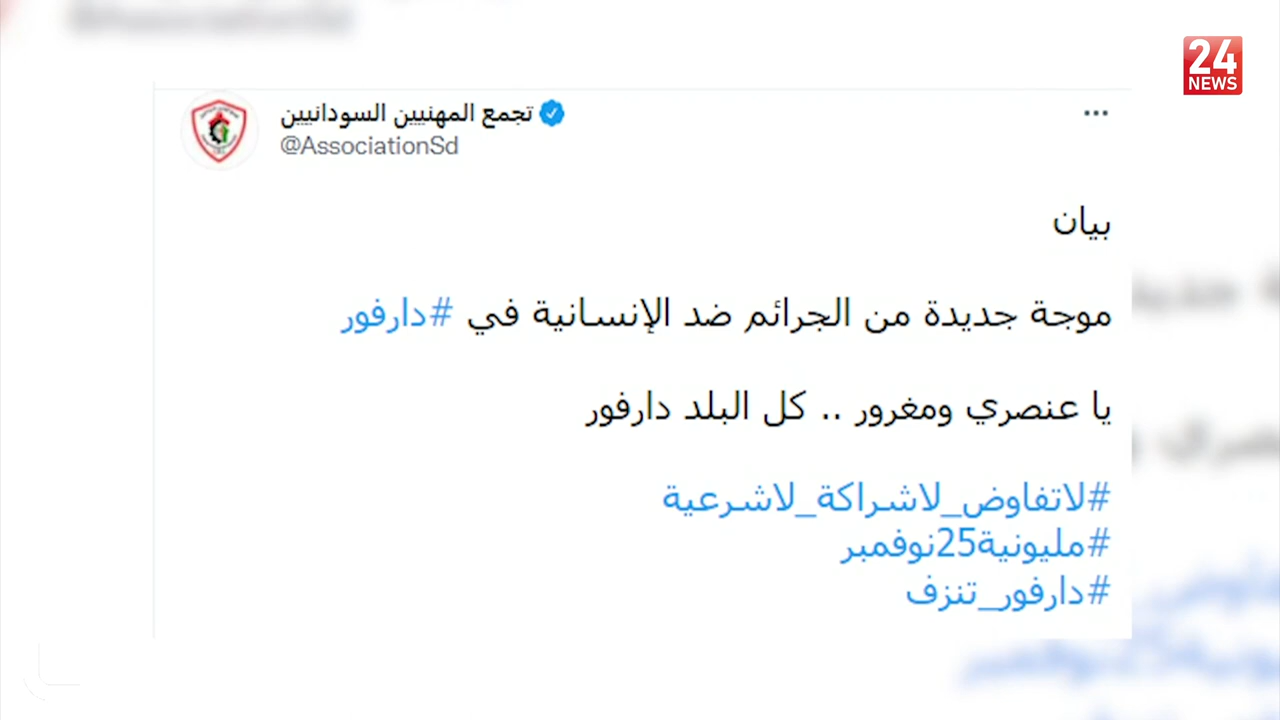 24
NEWS
تجمع المهنيين السودانيين
@AssociationSd
بيان
موجة جديدة من الجرائم ضد الإنسانية في #دارفور
يا عنصري ومغرور .. كل البلد دارفور
#لاتفاوض_لاشراكة_لاشرعية
#مليونية25نوفمبر
#دارفور_تنزف